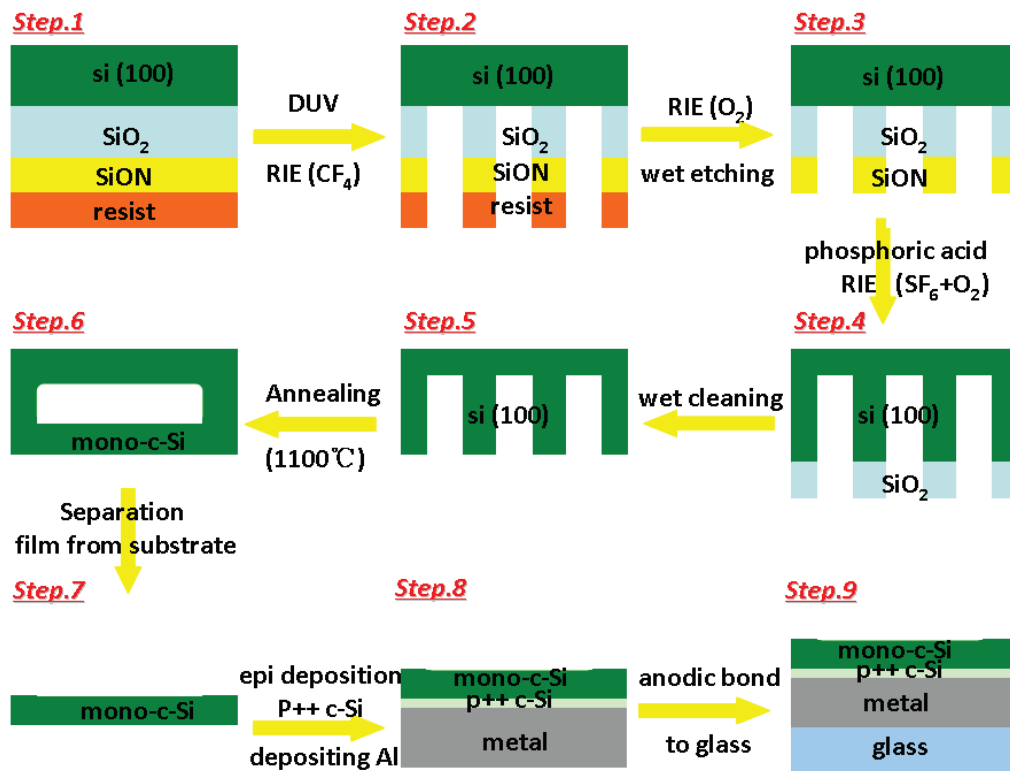 Step.1
si (100)
SiO₂
SiON
resist
DUV
RIE (CF₄)
Step.2
si (100)
SiO₂
SiON
resist
RIE (O₂)
wet etching
Step.3
si (100)
SiO₂
SiON
phosphoric acid
RIE (SF₆+O₂)
Step.4
si (100)
SiO₂
wet cleaning
Step.5
si (100)
Annealing
(1100℃)
Step.6
mono-c-Si
Separation
film from substrate
Step.7
mono-c-Si
epi deposition
P++ c-Si
depositing Al
Step.8
mono-c-Si
p++ c-Si
metal
anodic bond
to glass
Step.9
mono-c-Si
p++ c-Si
metal
glass